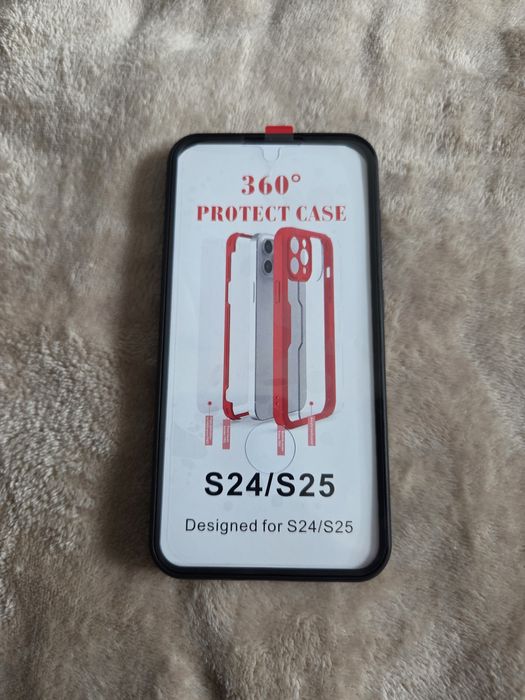 360°
PROTECT CASE
S24/S25
Designed for S24/S25